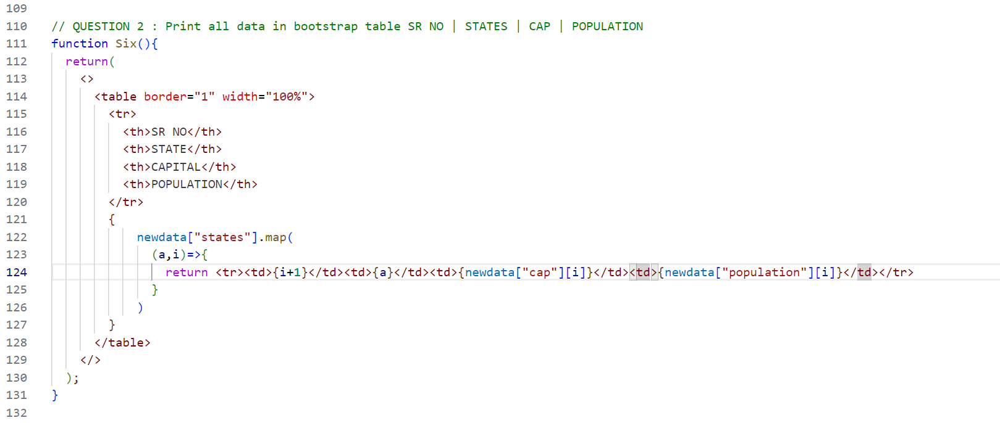 109
110 // QUESTION 2 : Print all data in bootstrap table SR NO | STATES | CAP | POPULATION
111 function Six(){
112   return(
113     <>
114       <table border="1" width="100%">
115         <tr>
116           <th>SR NO</th>
117           <th>STATE</th>
118           <th>CAPITAL</th>
119           <th>POPULATION</th>
120         </tr>
121         {
122             newdata["states"].map(
123               (a,i)=>{
124                 return <tr><td>{i+1}</td><td>{a}</td><td>{newdata["cap"][i]}</td><td>{newdata["population"][i]}</td></tr>
125               }
126             )
127         }
128       </table>
129     </>
130   );
131 }
132